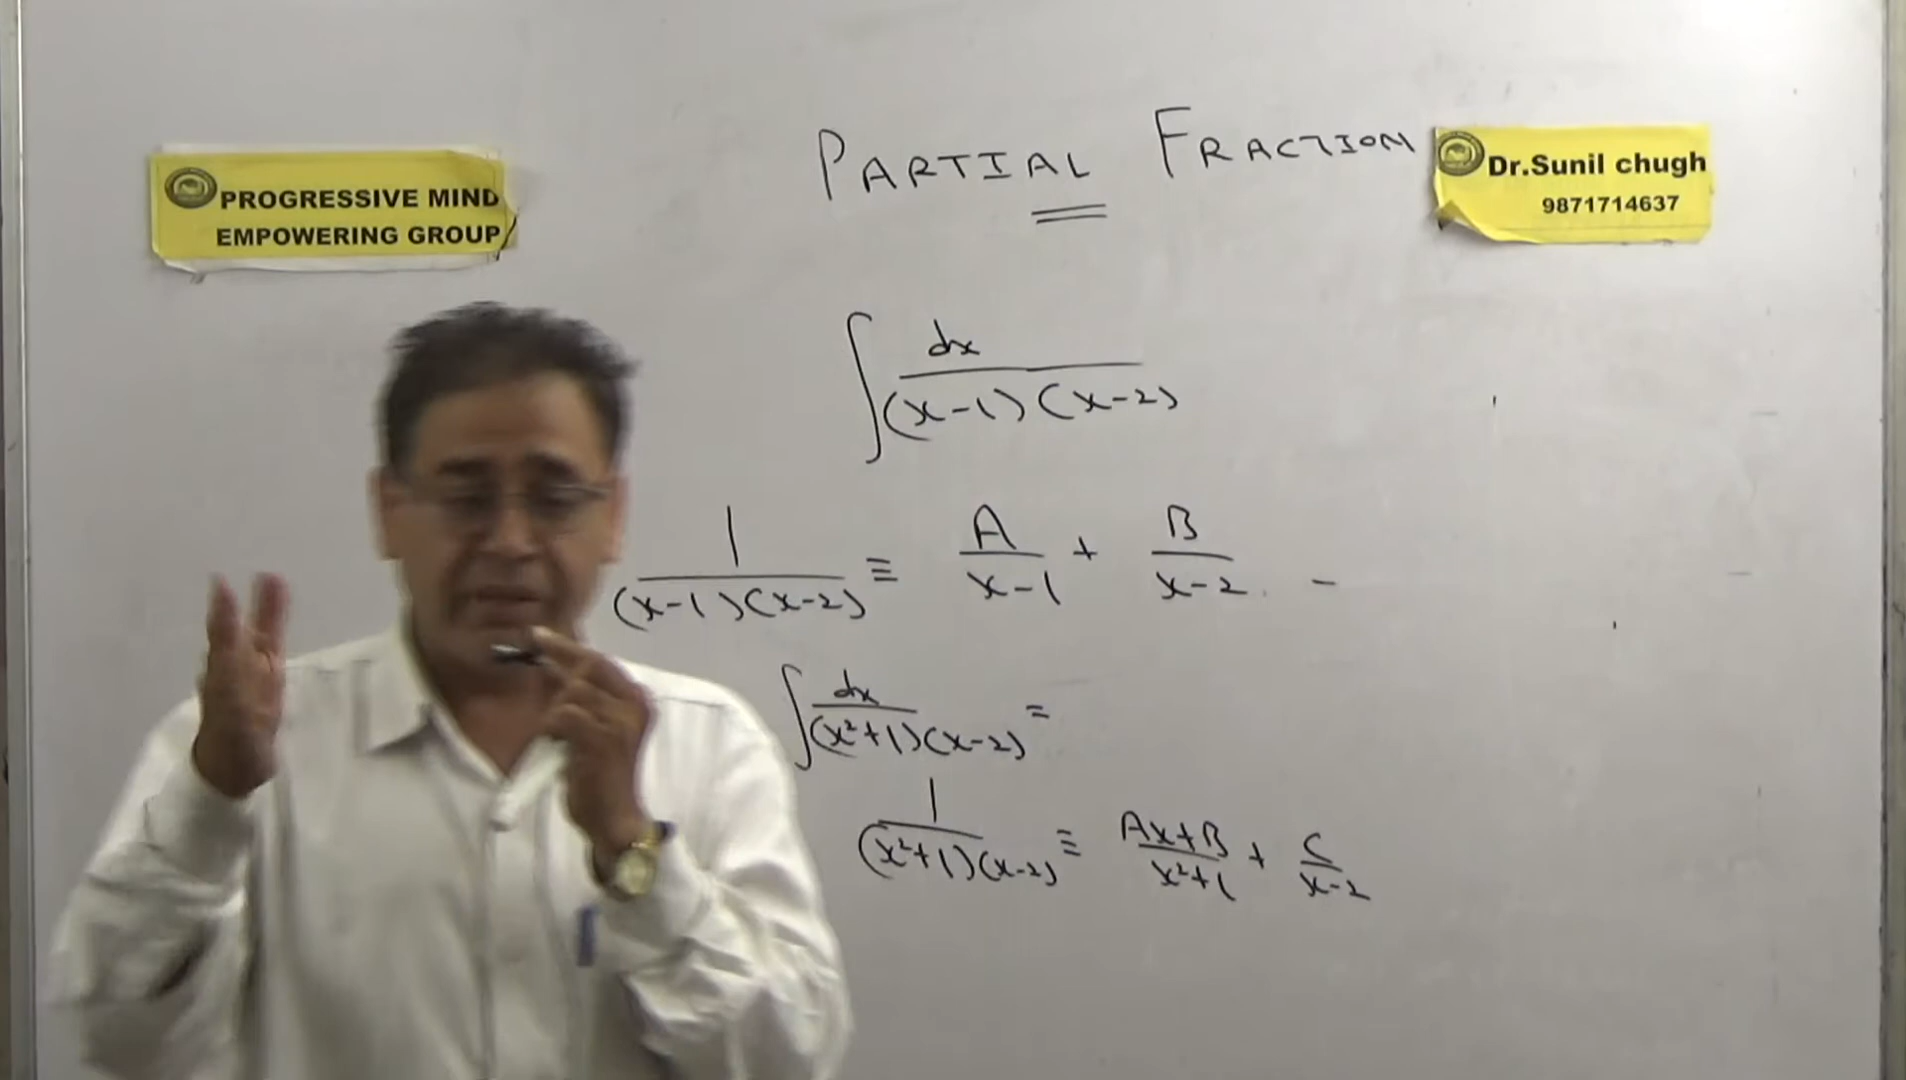 PARTIAL FRACTION
PROGRESSIVE MIND
EMPOWERING GROUP
Dr.Sunil chugh
9871714637
∫ dx / (x-1)(x-2)
1 / (x-1)(x-2) ≡ A / x-1 + B / x-2
∫ dx / (x²+1)(x-2) =
1 / (x²+1)(x-2) ≡ Ax+B / x²+1 + C / x-2